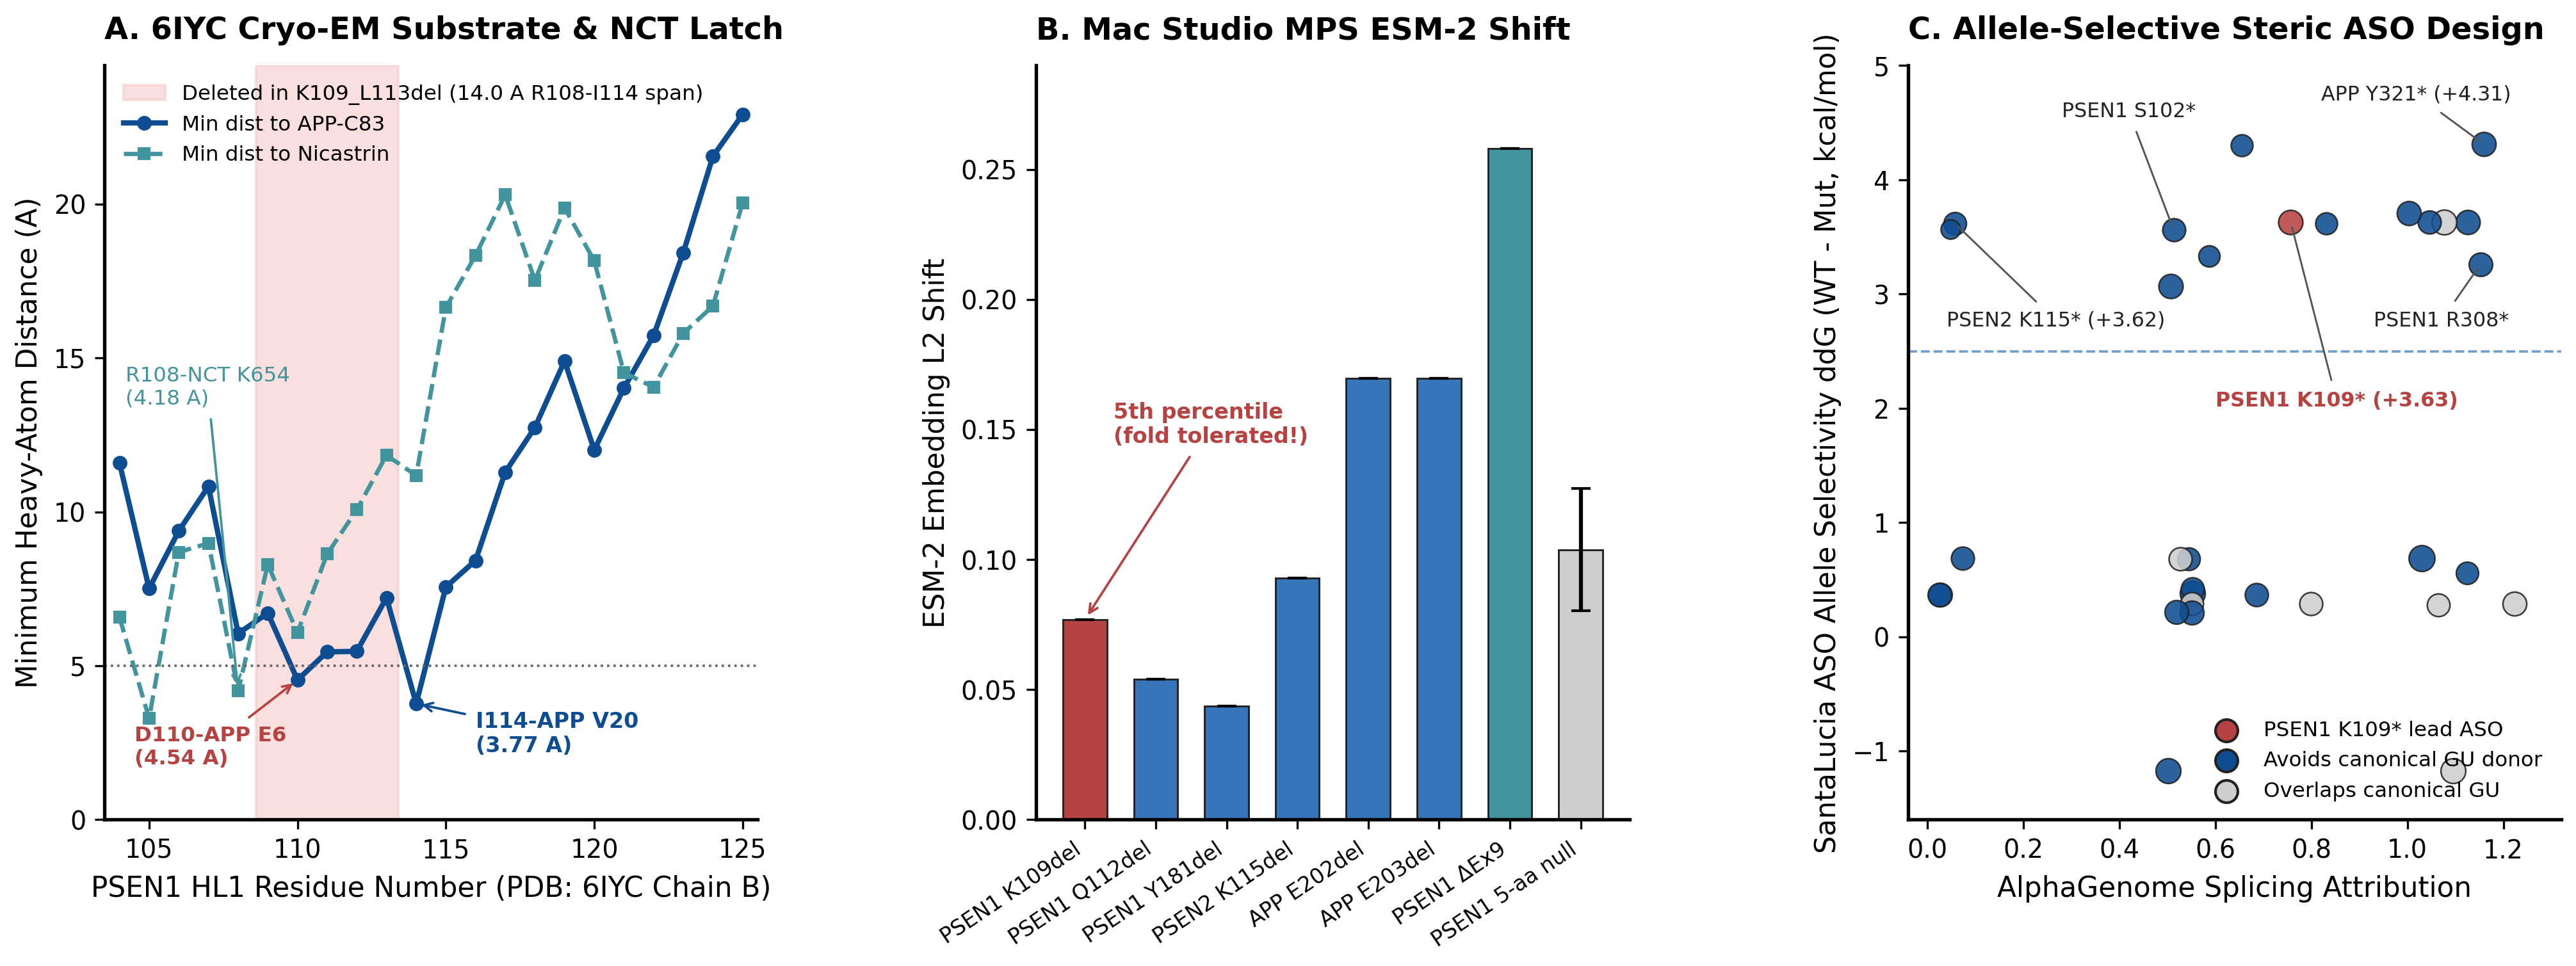 A. 6IYC Cryo-EM Substrate & NCT Latch
Minimum Heavy-Atom Distance (A)
Deleted in K109_L113del (14.0 A R108-I114 span)
Min dist to APP-C83
Min dist to Nicastrin
20
15
10
5
0
R108-NCT K654
(4.18 A)
D110-APP E6
(4.54 A)
I114-APP V20
(3.77 A)
105
110
115
120
125
PSEN1 HL1 Residue Number (PDB: 6IYC Chain B)
B. Mac Studio MPS ESM-2 Shift
ESM-2 Embedding L2 Shift
0.25
0.20
0.15
0.10
0.05
0.00
5th percentile
(fold tolerated!)
PSEN1 K109del
PSEN1 Q112del
PSEN1 Y181del
PSEN2 K115del
APP E202del
APP E203del
PSEN1 ΔEx9
PSEN1 5-aa null
C. Allele-Selective Steric ASO Design
SantaLucia ASO Allele Selectivity ddG (WT - Mut, kcal/mol)
5
4
3
2
1
0
−1
APP Y321* (+4.31)
PSEN1 S102*
PSEN2 K115* (+3.62)
PSEN1 R308*
PSEN1 K109* (+3.63)
PSEN1 K109* lead ASO
Avoids canonical GU donor
Overlaps canonical GU
0.0
0.2
0.4
0.6
0.8
1.0
1.2
AlphaGenome Splicing Attribution